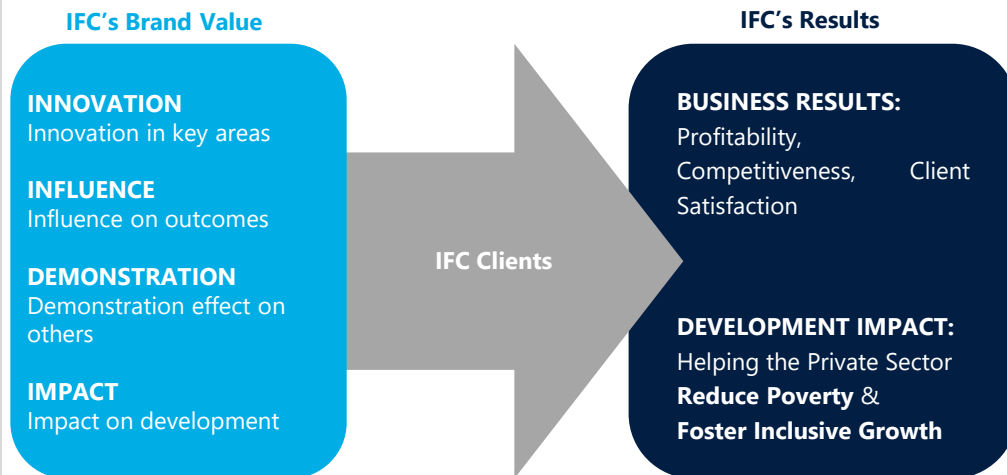 IFC's Brand Value
INNOVATION
Innovation in key areas
INFLUENCE
Influence on outcomes
DEMONSTRATION
Demonstration effect on
others
IMPACT
Impact on development
IFC Clients
IFC's Results
BUSINESS RESULTS:
Profitability,
Competitiveness, Client
Satisfaction
DEVELOPMENT IMPACT:
Helping the Private Sector
Reduce Poverty &
Foster Inclusive Growth